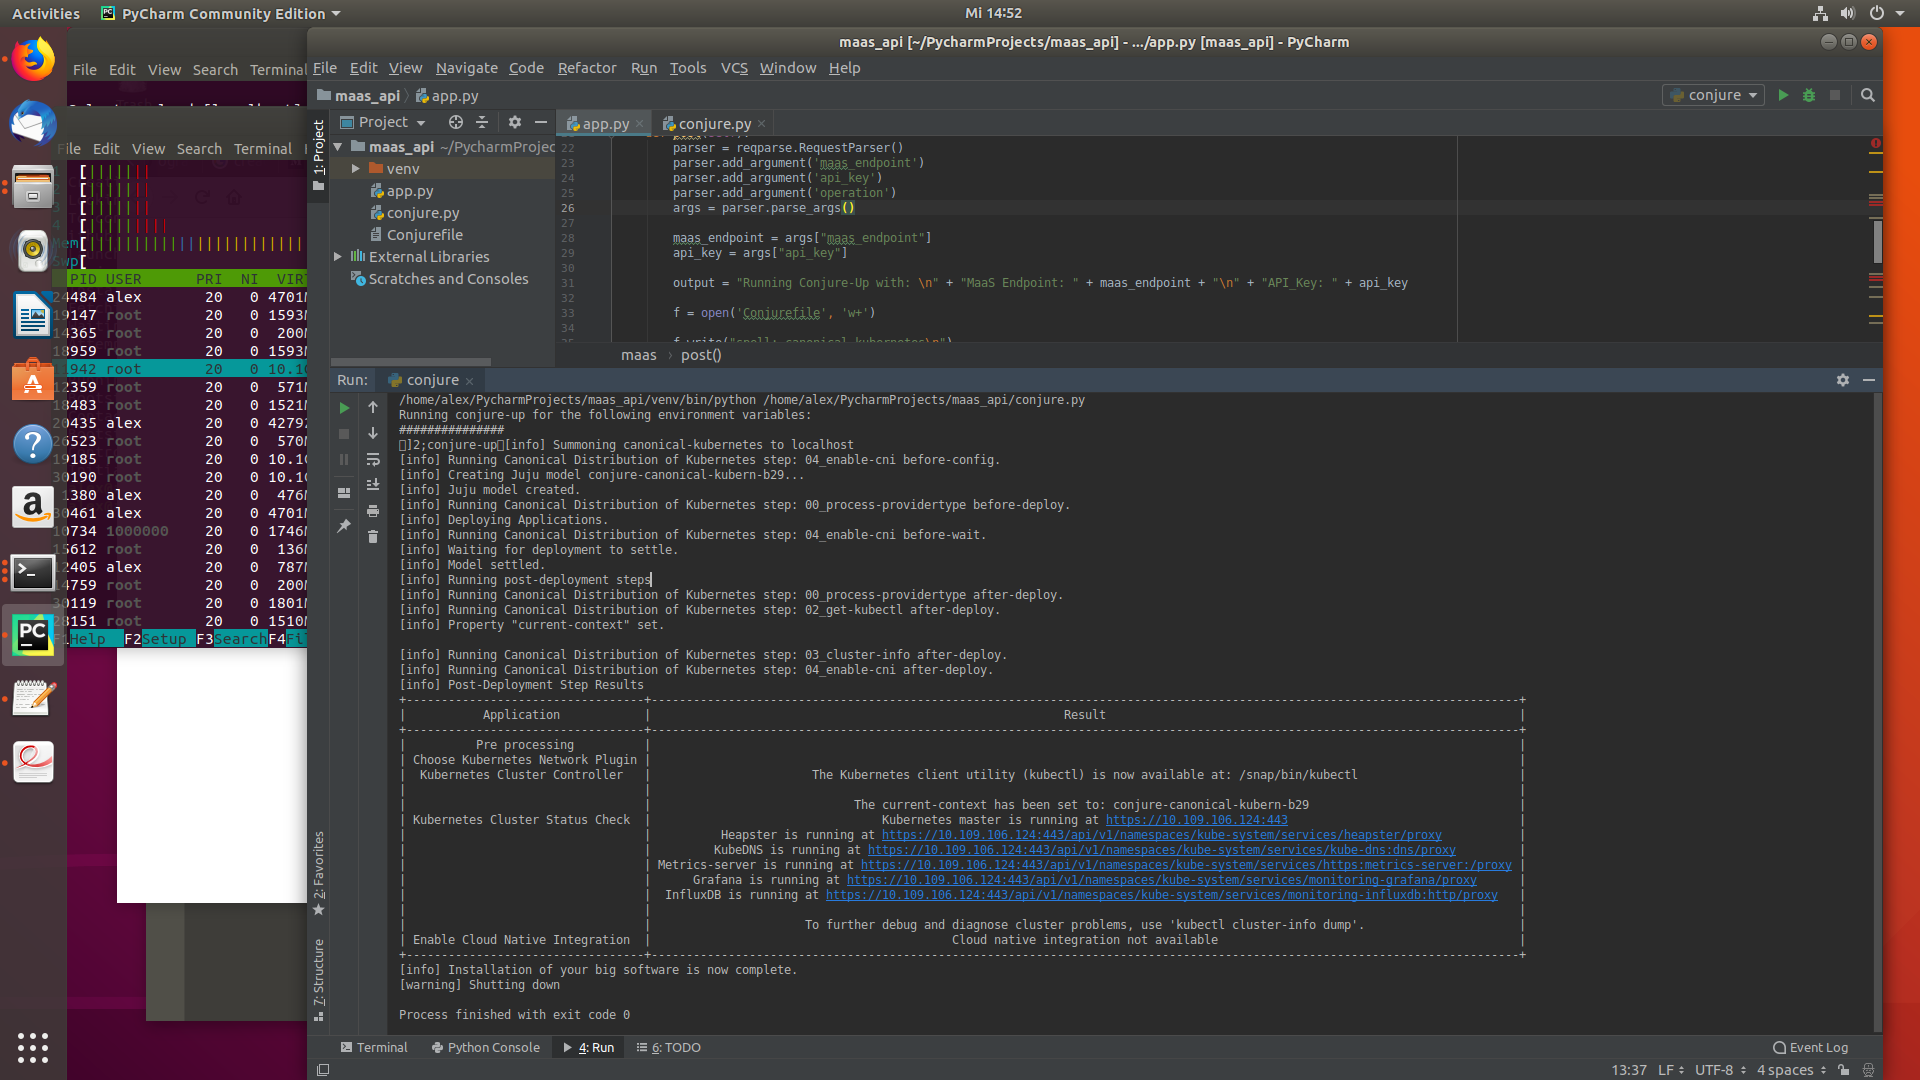 Activities
PyCharm Community Edition
Mi 14:52
maas_api [~/PycharmProjects/maas_api] - .../app.py [maas_api] - PyCharm
File Edit View Search Terminal
File Edit View Navigate Code Refactor Run Tools VCS Window Help
maas_api
app.py
conjure
Project
app.py
conjure.py
1: Project
maas_api ~/PycharmProjec
venv
app.py
conjure.py
Conjurefile
External Libraries
Scratches and Consoles
22 parser = reqparse.RequestParser()
23 parser.add_argument('maas_endpoint')
24 parser.add_argument('api_key')
25 parser.add_argument('operation')
26 args = parser.parse_args()
27
28 maas_endpoint = args["maas_endpoint"]
29 api_key = args["api_key"]
30
31 output = "Running Conjure-Up with: \n" + "MaaS Endpoint: " + maas_endpoint + "\n" + "API_Key: " + api_key
32
33 f = open('Conjurefile', 'w+')
34
maas › post()
File Edit View Search Terminal
Swp[
PID USER PRI NI VIRT
24484 alex 20 0 4701M
19147 root 20 0 1593M
14365 root 20 0 200M
18959 root 20 0 1593M
1942 root 20 0 10.1G
12359 root 20 0 571M
18483 root 20 0 1521M
20435 alex 20 0 4279M
26523 root 20 0 570M
19185 root 20 0 10.1G
30190 root 20 0 10.1G
1380 alex 20 0 476M
30461 alex 20 0 4701M
10734 1000000 20 0 1746M
15612 root 20 0 136M
12405 alex 20 0 787M
14759 root 20 0 200M
30119 root 20 0 1801M
28151 root 20 0 1510M
F1Help F2Setup F3SearchF4Fil
Run: conjure
/home/alex/PycharmProjects/maas_api/venv/bin/python /home/alex/PycharmProjects/maas_api/conjure.py
Running conjure-up for the following environment variables:
###############
]2;conjure-up[info] Summoning canonical-kubernetes to localhost
[info] Running Canonical Distribution of Kubernetes step: 04_enable-cni before-config.
[info] Creating Juju model conjure-canonical-kubern-b29...
[info] Juju model created.
[info] Running Canonical Distribution of Kubernetes step: 00_process-providertype before-deploy.
[info] Deploying Applications.
[info] Running Canonical Distribution of Kubernetes step: 04_enable-cni before-wait.
[info] Waiting for deployment to settle.
[info] Model settled.
[info] Running post-deployment steps
[info] Running Canonical Distribution of Kubernetes step: 00_process-providertype after-deploy.
[info] Running Canonical Distribution of Kubernetes step: 02_get-kubectl after-deploy.
[info] Property "current-context" set.
[info] Running Canonical Distribution of Kubernetes step: 03_cluster-info after-deploy.
[info] Running Canonical Distribution of Kubernetes step: 04_enable-cni after-deploy.
[info] Post-Deployment Step Results
Application | Result
Pre processing
Choose Kubernetes Network Plugin
Kubernetes Cluster Controller | The Kubernetes client utility (kubectl) is now available at: /snap/bin/kubectl
The current-context has been set to: conjure-canonical-kubern-b29
Kubernetes Cluster Status Check | Kubernetes master is running at https://10.109.106.124:443
Heapster is running at https://10.109.106.124:443/api/v1/namespaces/kube-system/services/heapster/proxy
KubeDNS is running at https://10.109.106.124:443/api/v1/namespaces/kube-system/services/kube-dns:dns/proxy
Metrics-server is running at https://10.109.106.124:443/api/v1/namespaces/kube-system/services/https:metrics-server:/proxy
Grafana is running at https://10.109.106.124:443/api/v1/namespaces/kube-system/services/monitoring-grafana/proxy
InfluxDB is running at https://10.109.106.124:443/api/v1/namespaces/kube-system/services/monitoring-influxdb:http/proxy
To further debug and diagnose cluster problems, use 'kubectl cluster-info dump'.
Enable Cloud Native Integration | Cloud native integration not available
[info] Installation of your big software is now complete.
[warning] Shutting down
Process finished with exit code 0
2: Favorites
7: Structure
Terminal
Python Console
4: Run
6: TODO
Event Log
13:37 LF UTF-8 4 spaces